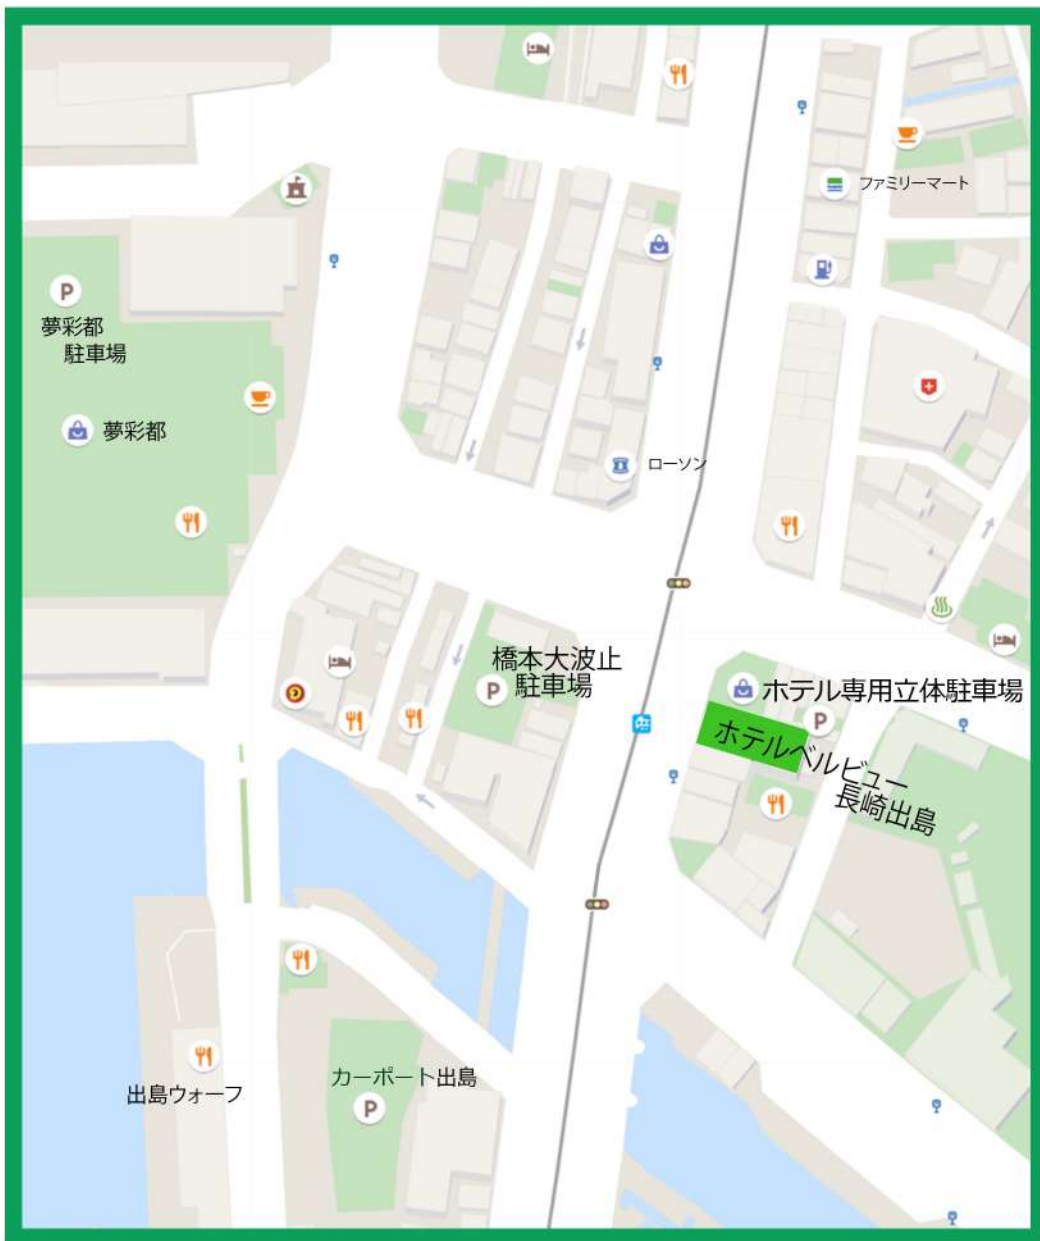 ファミリーマート
P
夢彩都
駐車場
夢彩都
ローソン
橋本大波止
P 駐車場
ホテル専用立体駐車場
P
ホテルベルビュー
長崎出島
出島ウォーフ
カーポート出島
P